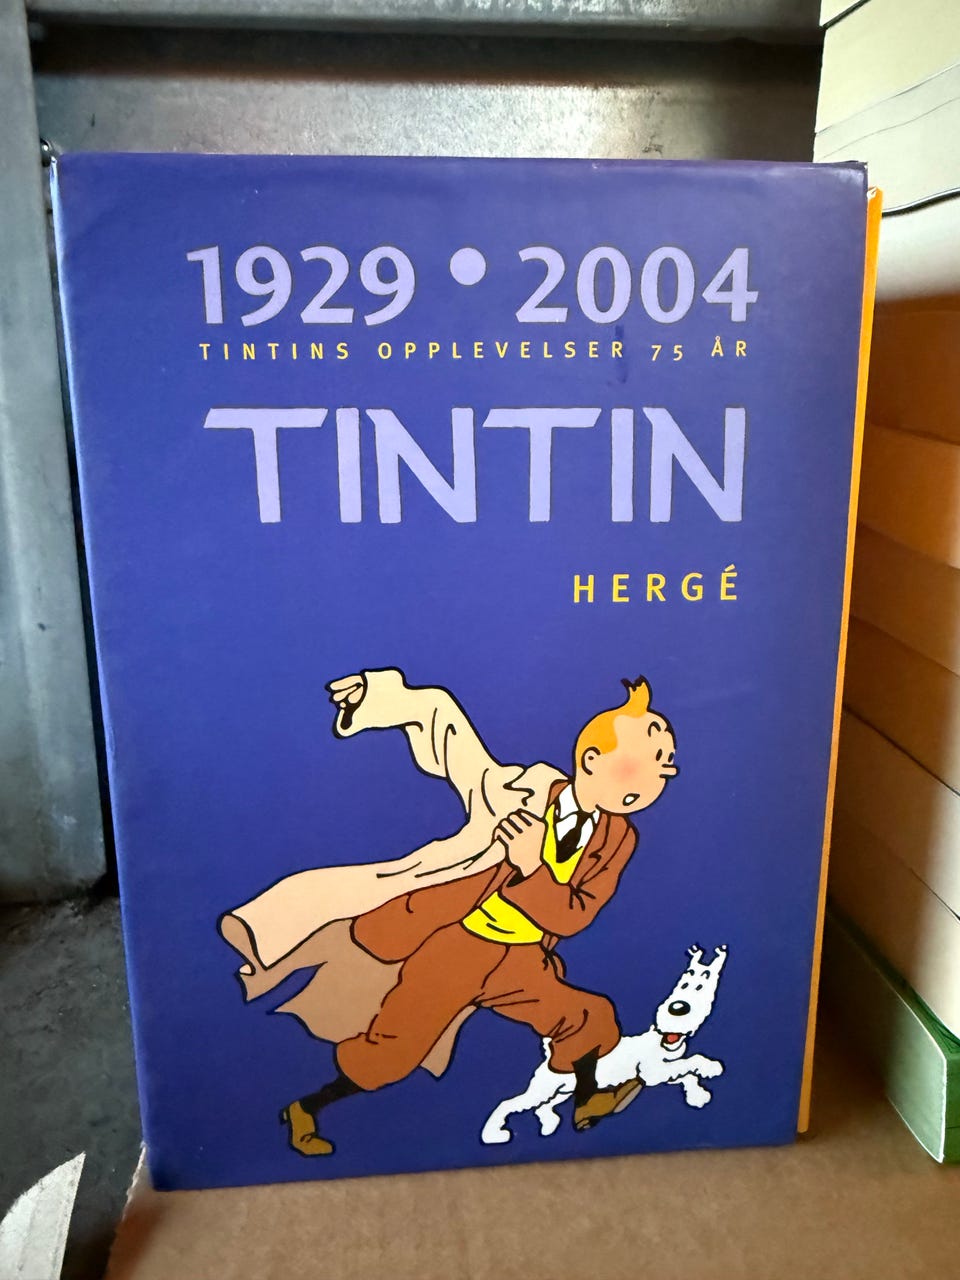 1929 • 2004
TINTINS OPPLEVELSER 75 ÅR
TINTIN
HERGÉ